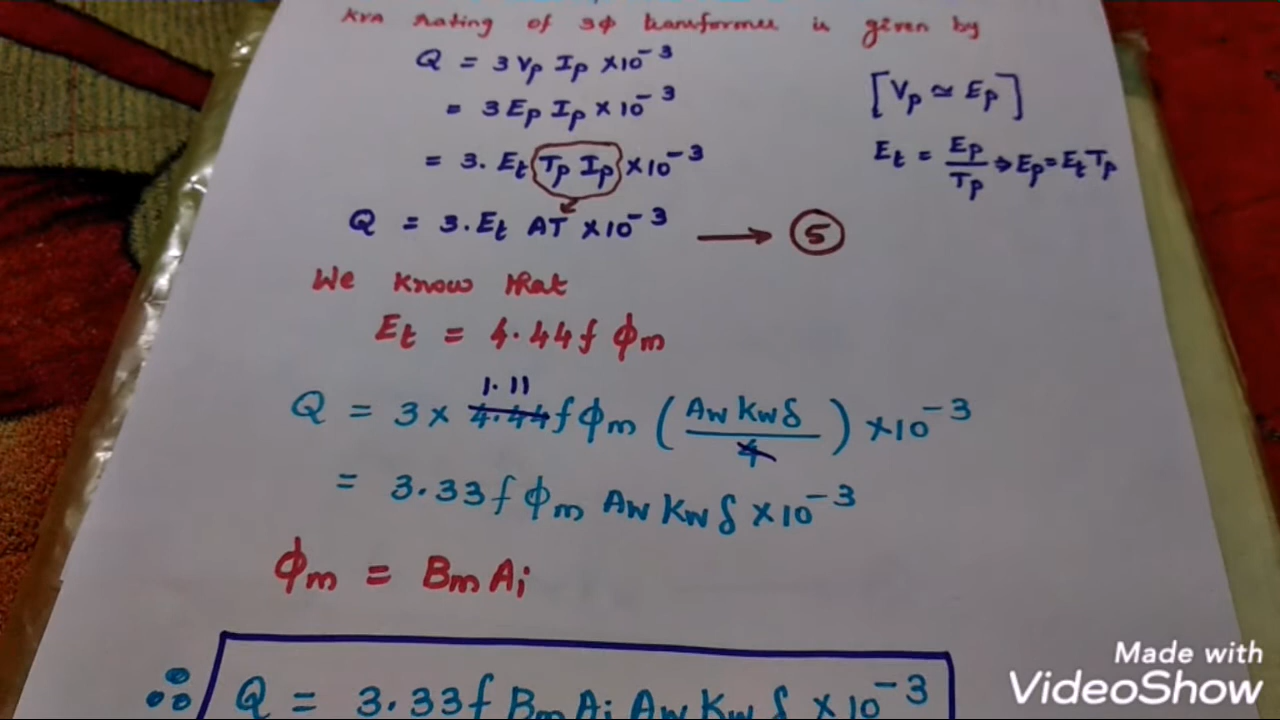 KVA rating of 3Φ transformer is given by
Q = 3 Vp Ip ×10⁻³
= 3 Ep Ip ×10⁻³
[Vp ≃ Ep]
= 3. Et Tp Ip ×10⁻³
Et = Ep/Tp ⇒ Ep = Et Tp
Q = 3. Et AT ×10⁻³ → ⑤
We know that
Et = 4.44f Φm
1.11
Q = 3 × 4.44 f Φm (Aw Kw δ / 4) ×10⁻³
= 3.33 f Φm Aw Kw δ ×10⁻³
Φm = Bm Ai
∴ Q = 3.33 f Bm Ai Aw Kw δ ×10⁻³
Made with
VideoShow